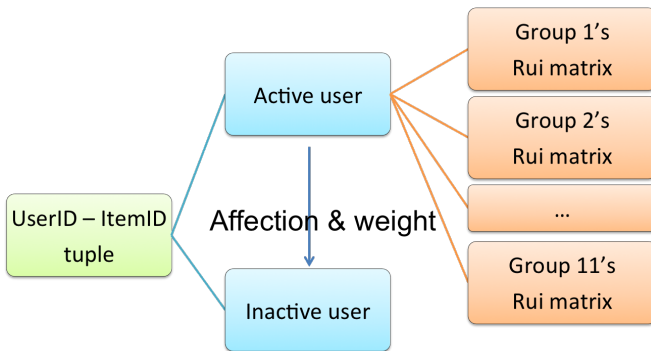 UserID – ItemID
tuple
Active user
Affection & weight
Inactive user
Group 1's
Rui matrix
Group 2's
Rui matrix
...
Group 11's
Rui matrix